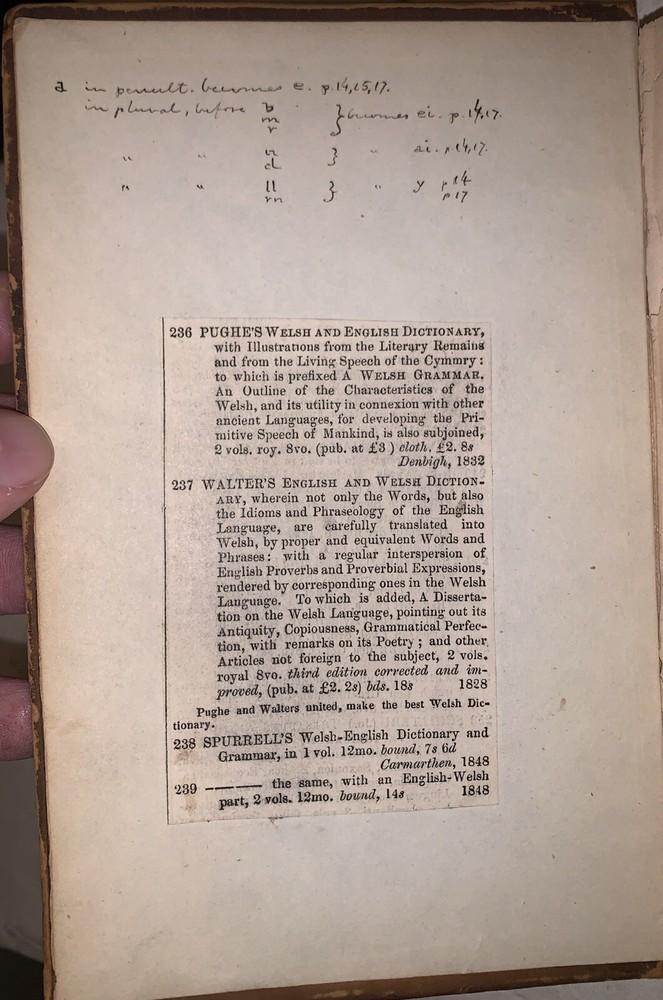 a in penult. becomes e. p.14,15,17.
in plural, before b
m } becomes ei. p.14,17.
r
" " n } " ai. p.14,17.
d
" " ll } " y p14
rn p17
236 PUGHE'S WELSH AND ENGLISH DICTIONARY,
with Illustrations from the Literary Remains
and from the Living Speech of the Cymmry :
to which is prefixed A WELSH GRAMMAR.
An Outline of the Characteristics of the
Welsh, and its utility in connexion with other
ancient Languages, for developing the Pri-
mitive Speech of Mankind, is also subjoined,
2 vols. roy. 8vo. (pub. at £3 ) cloth. £2. 8s
Denbigh, 1832
237 WALTER'S ENGLISH AND WELSH DICTION-
ARY, wherein not only the Words, but also
the Idioms and Phraseology of the English
Language, are carefully translated into
Welsh, by proper and equivalent Words and
Phrases : with a regular interspersion of
English Proverbs and Proverbial Expressions,
rendered by corresponding ones in the Welsh
Language. To which is added, A Disserta-
tion on the Welsh Language, pointing out its
Antiquity, Copiousness, Grammatical Perfec-
tion, with remarks on its Poetry ; and other
Articles not foreign to the subject, 2 vols.
royal 8vo. third edition corrected and im-
proved, (pub. at £2. 2s) bds. 18s 1828
Pughe and Walters united, make the best Welsh Dic-
tionary.
238 SPURRELL'S Welsh-English Dictionary and
Grammar, in 1 vol. 12mo. bound, 7s 6d
Carmarthen, 1848
239 ——— the same, with an English-Welsh
part, 2 vols. 12mo. bound, 14s 1848